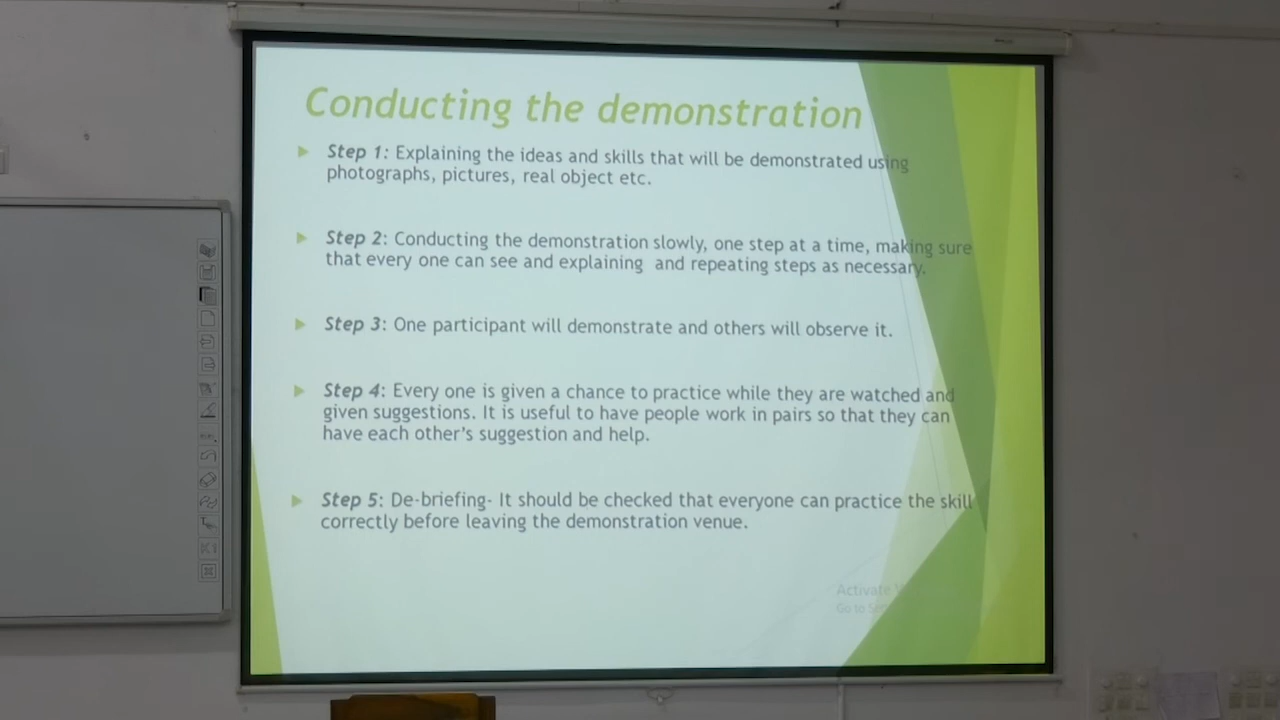 Conducting the demonstration
Step 1: Explaining the ideas and skills that will be demonstrated using
photographs, pictures, real object etc.
Step 2: Conducting the demonstration slowly, one step at a time, making sure
that every one can see and explaining and repeating steps as necessary.
Step 3: One participant will demonstrate and others will observe it.
Step 4: Every one is given a chance to practice while they are watched and
given suggestions. It is useful to have people work in pairs so that they can
have each other's suggestion and help.
Step 5: De-briefing- It should be checked that everyone can practice the skill
correctly before leaving the demonstration venue.
Activate
Go to